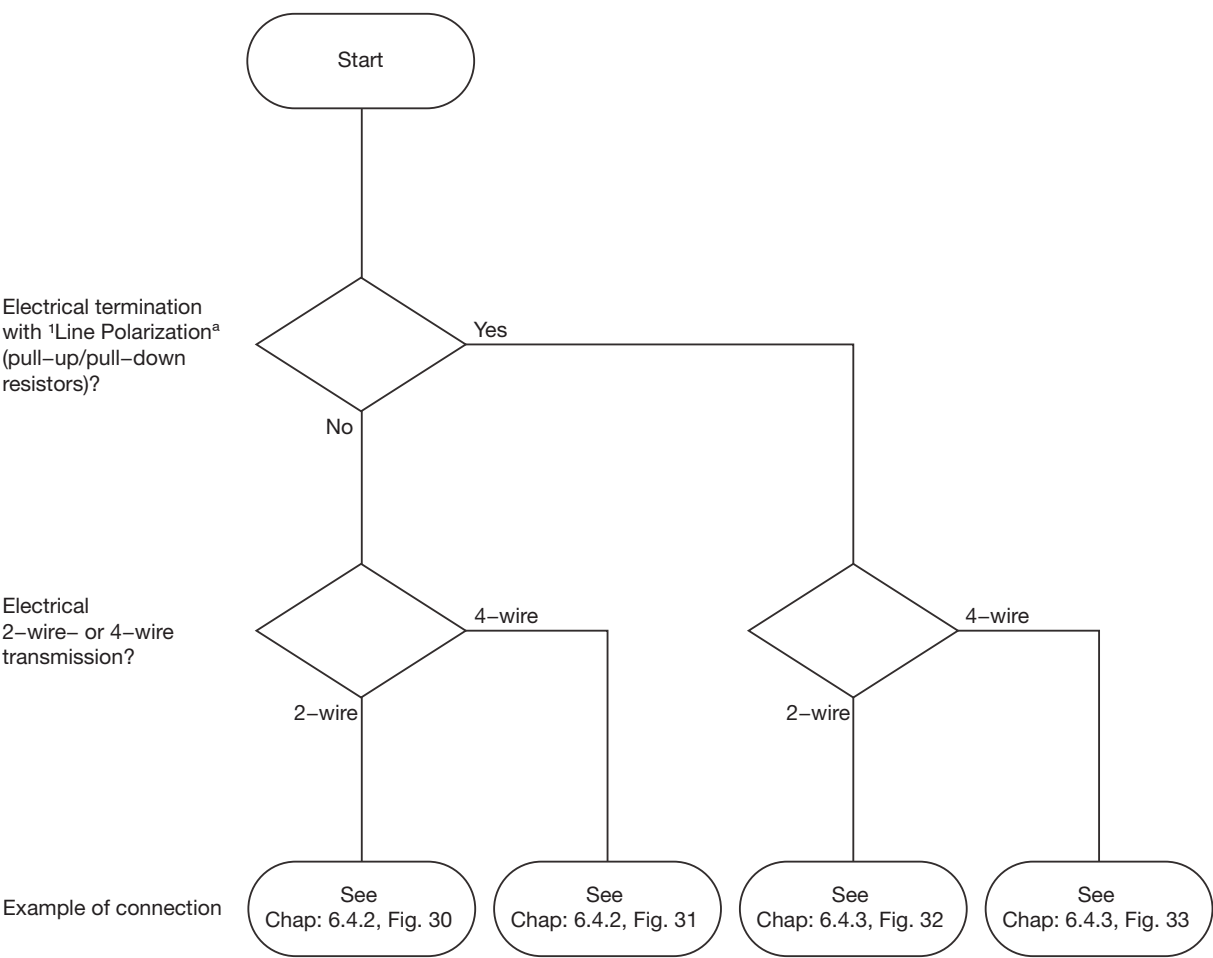 Start
Electrical termination
with ¹Line Polarizationª
(pull–up/pull–down
resistors)?
Yes
No
Electrical
2–wire– or 4–wire
transmission?
4–wire
4–wire
2–wire
2–wire
Example of connection
See
Chap: 6.4.2, Fig. 30
See
Chap: 6.4.2, Fig. 31
See
Chap: 6.4.3, Fig. 32
See
Chap: 6.4.3, Fig. 33